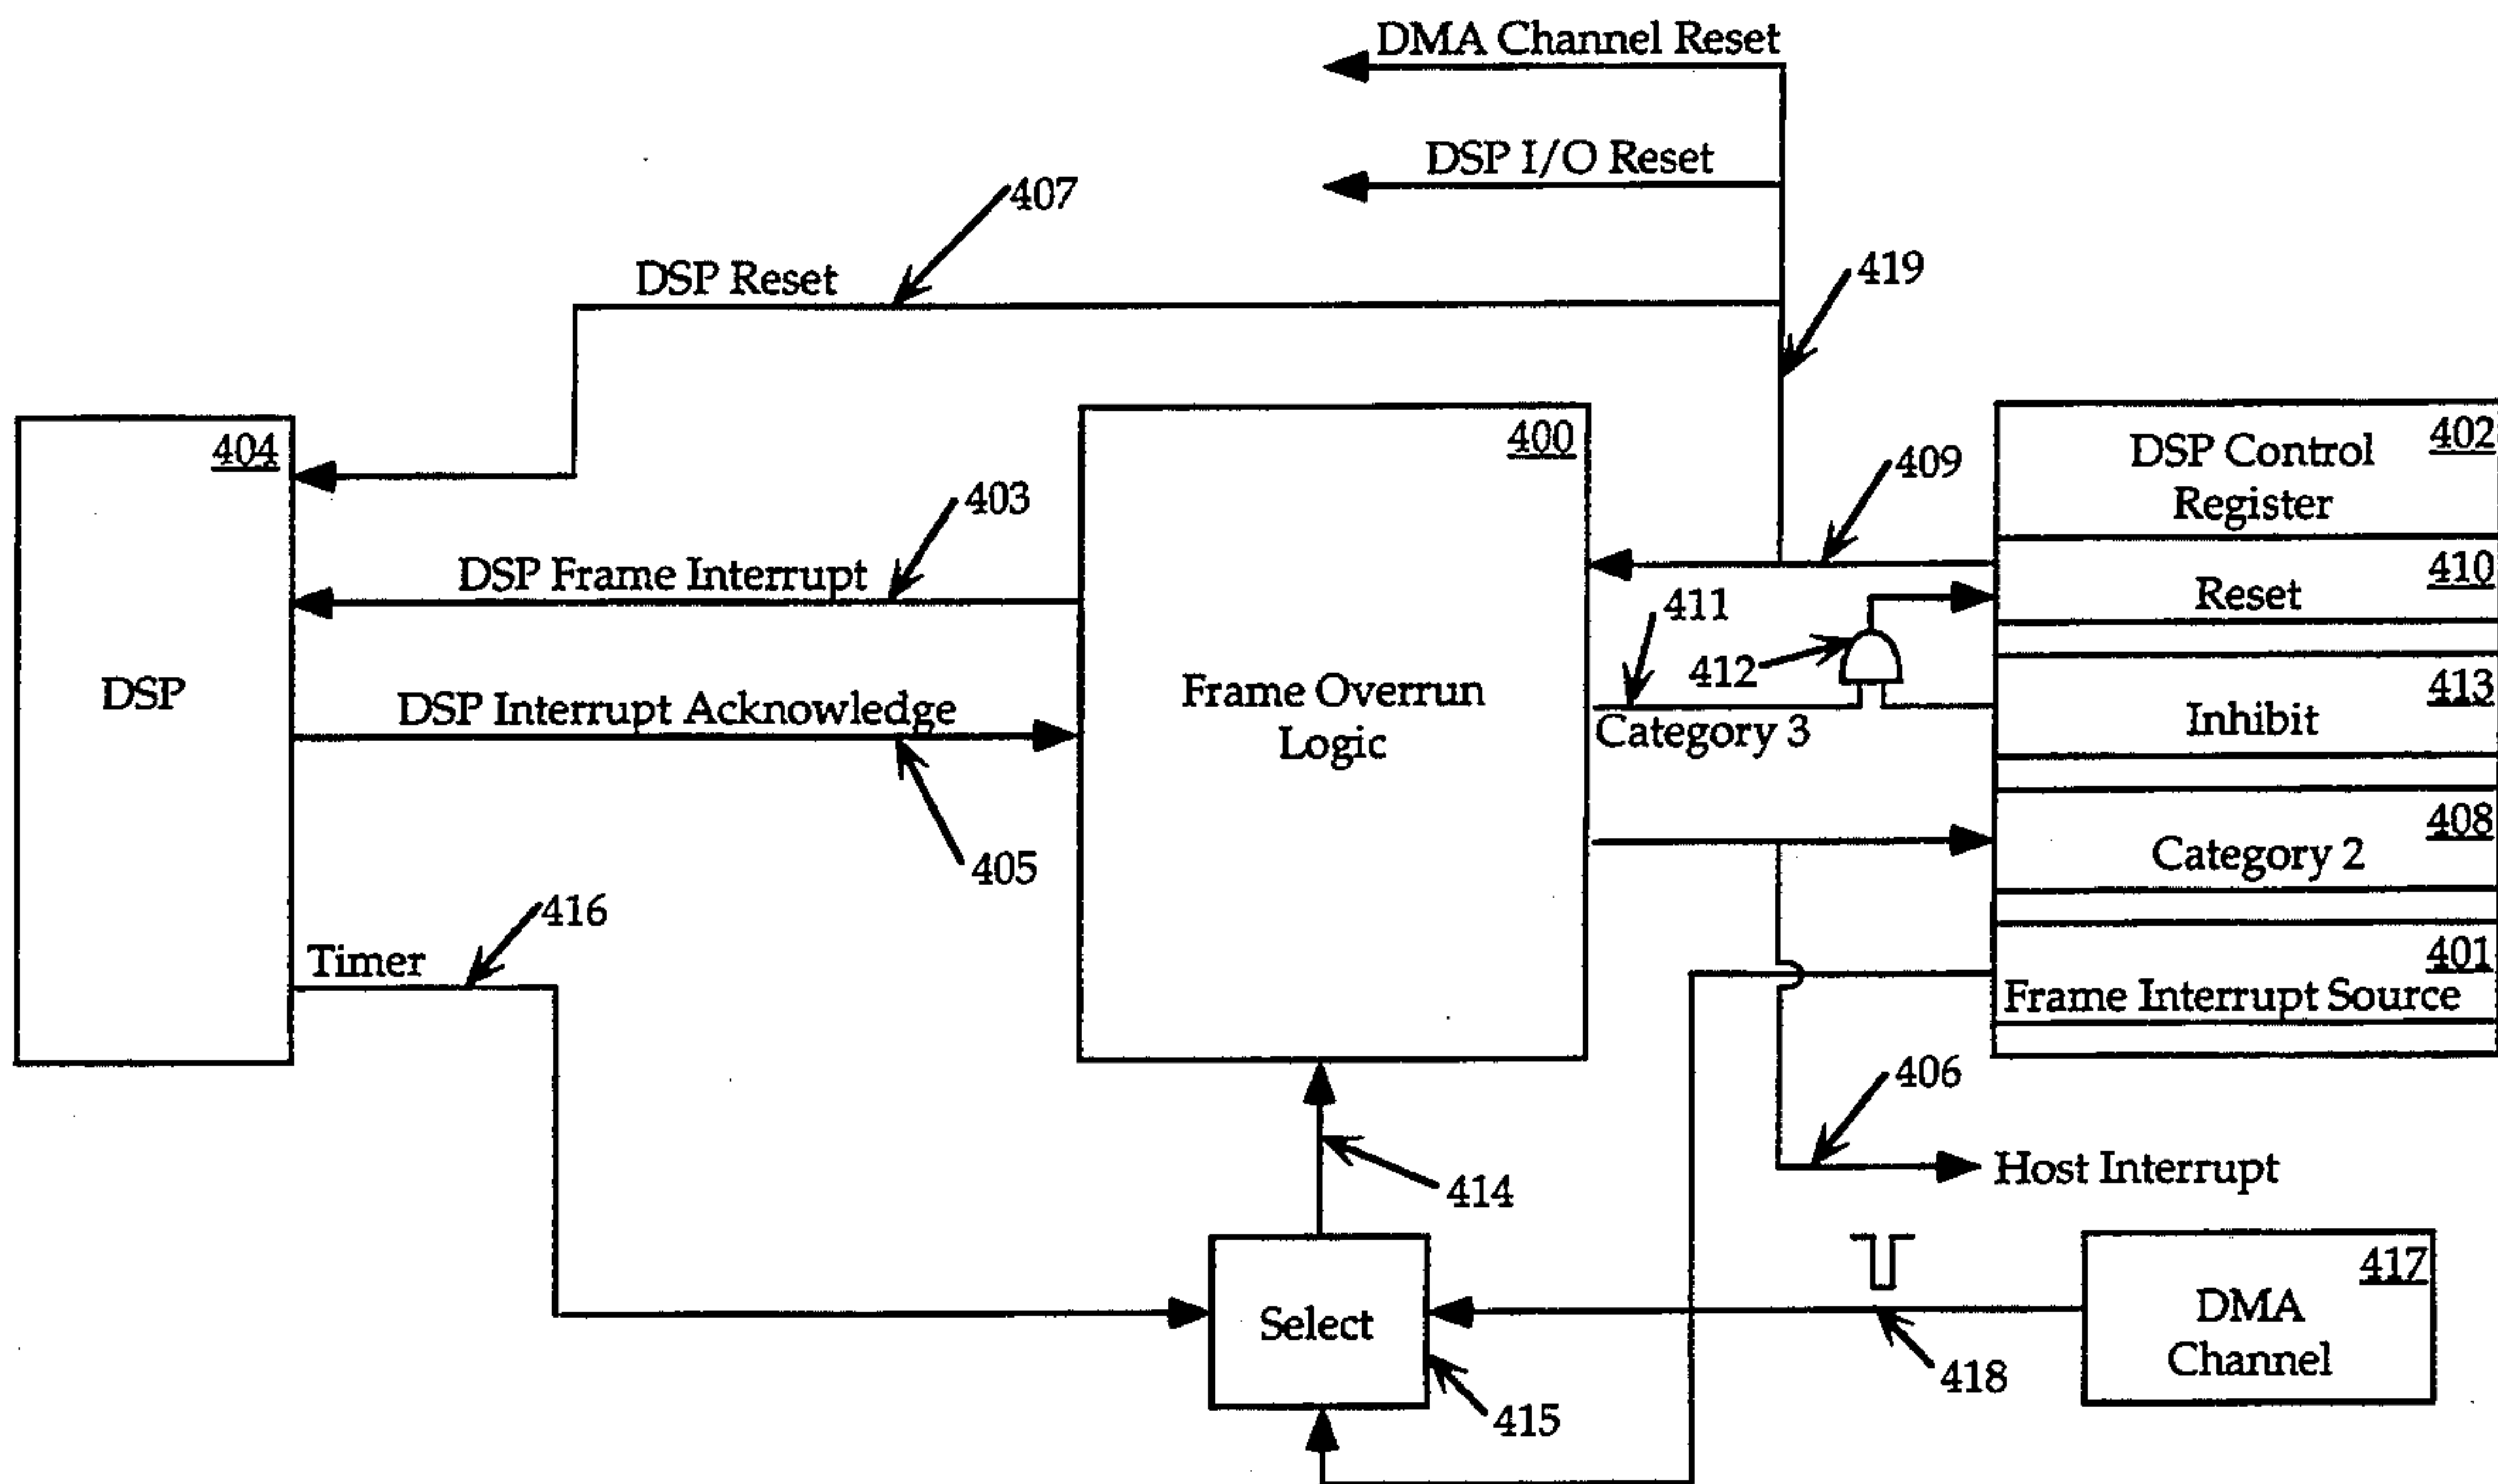 DMA Channel Reset
DSP I/O Reset
407
DSP Reset
419
404
400
DSP Control
Register
402
409
403
DSP Frame Interrupt
411
Reset
410
412
DSP
DSP Interrupt Acknowledge
Frame Overrun
Logic
Category 3
Inhibit
413
405
Category 2
408
416
Timer
401
Frame Interrupt Source
406
Host Interrupt
414
Select
415
418
417
DMA
Channel